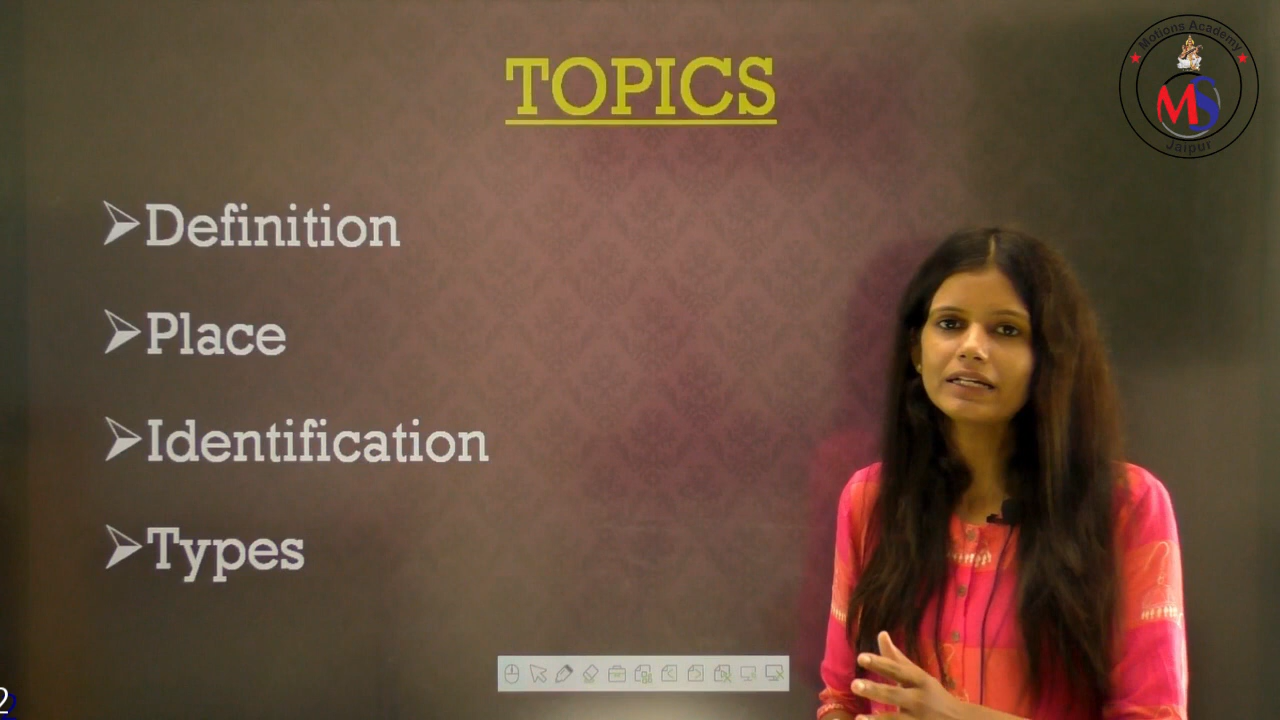 TOPICS
Motions Academy
MS
Jaipur
Definition
Place
Identification
Types
2